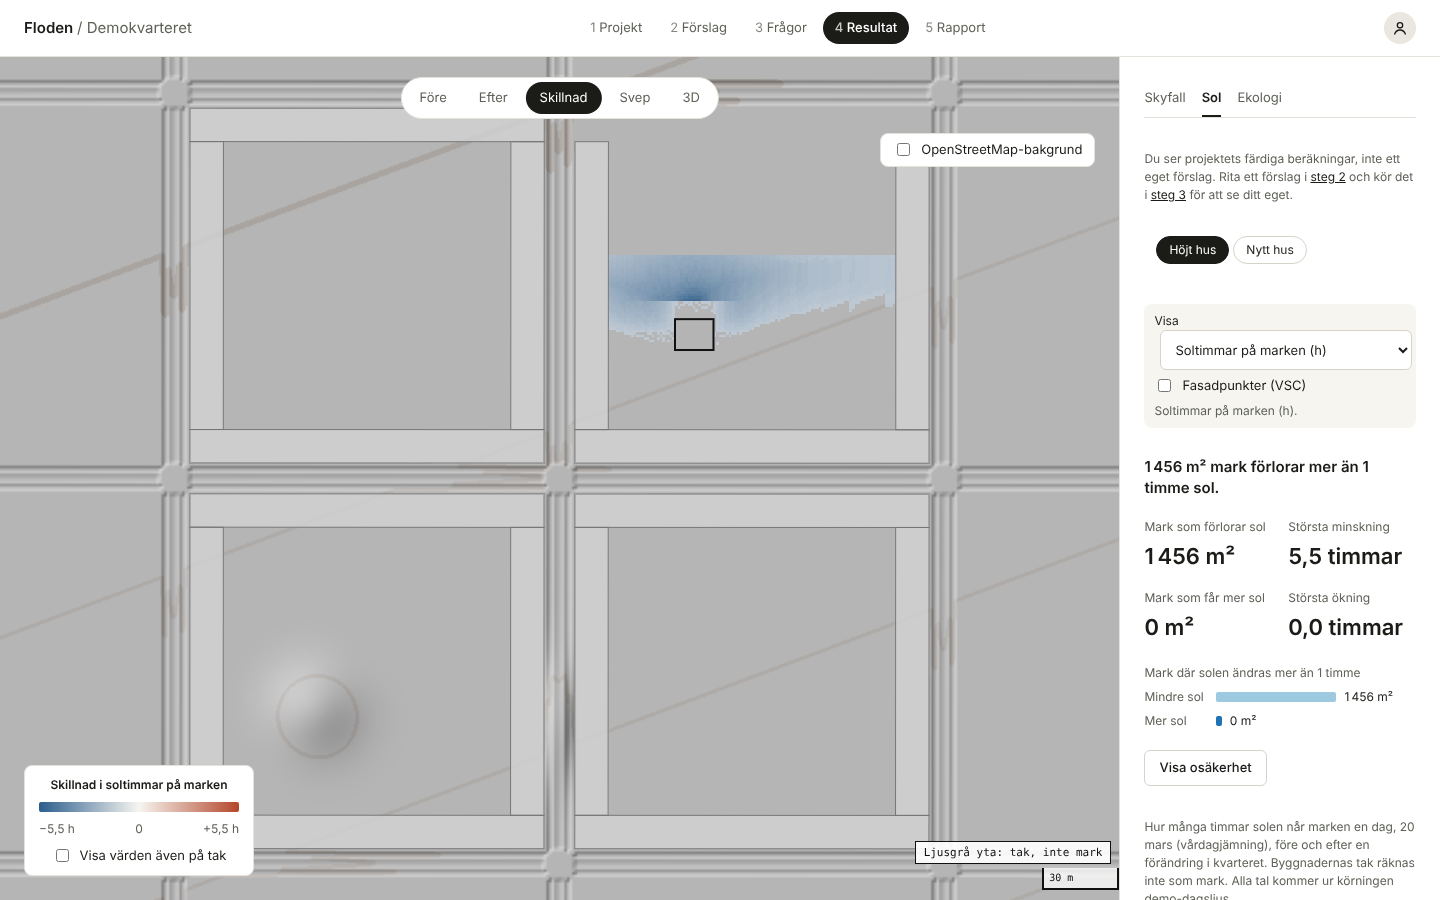 Floden / Demokvarteret
1 Projekt
2 Förslag
3 Frågor
4 Resultat
5 Rapport
Före
Efter
Skillnad
Svep
3D
OpenStreetMap-bakgrund
Skyfall
Sol
Ekologi
Du ser projektets färdiga beräkningar, inte ett
eget förslag. Rita ett förslag i steg 2 och kör det
i steg 3 för att se ditt eget.
Höjt hus
Nytt hus
Visa
Soltimmar på marken (h)
Fasadpunkter (VSC)
Soltimmar på marken (h).
1 456 m² mark förlorar mer än 1
timme sol.
Mark som förlorar sol
1 456 m²
Största minskning
5,5 timmar
Mark som får mer sol
0 m²
Största ökning
0,0 timmar
Mark där solen ändras mer än 1 timme
Mindre sol 1 456 m²
Mer sol 0 m²
Visa osäkerhet
Hur många timmar solen når marken en dag, 20
mars (vårdagjämning), före och efter en
förändring i kvarteret. Byggnadernas tak räknas
inte som mark. Alla tal kommer ur körningen
demo-dagsljus.
Skillnad i soltimmar på marken
−5,5 h 0 +5,5 h
Visa värden även på tak
Ljusgrå yta: tak, inte mark
30 m